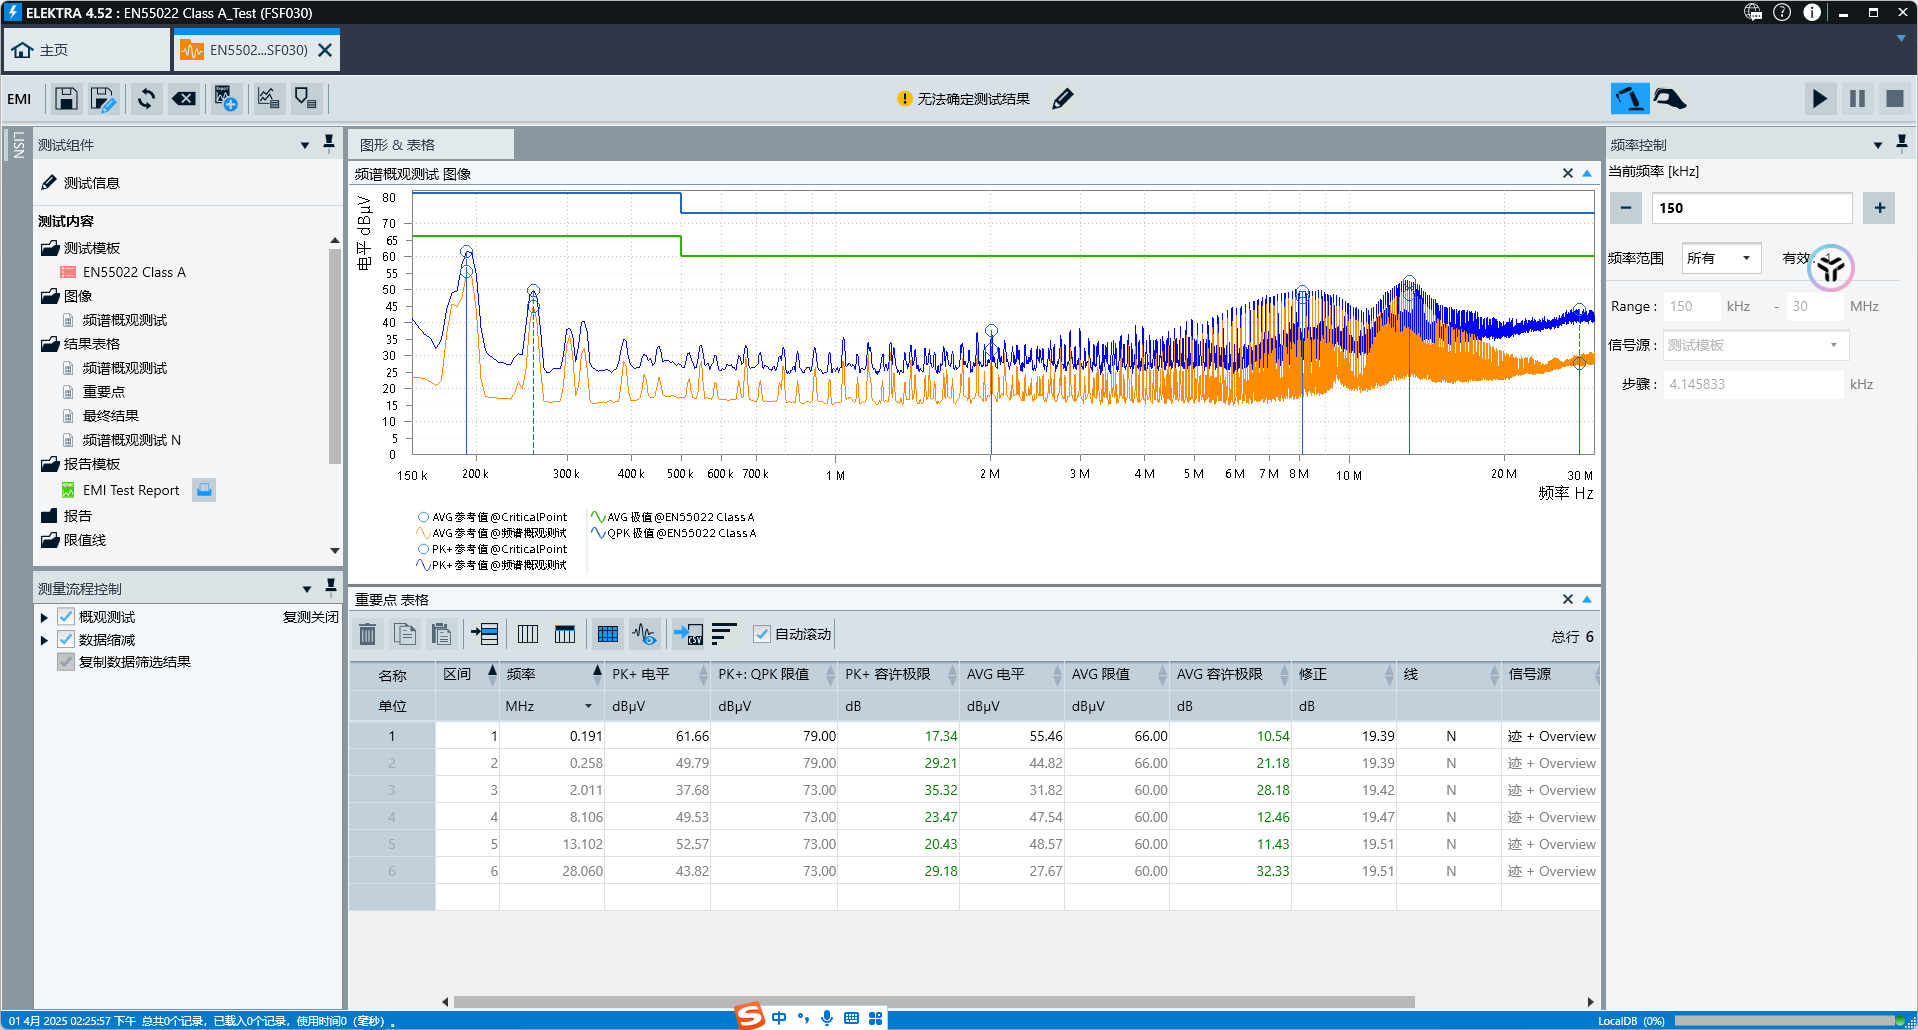 ELEKTRA 4.52 : EN55022 Class A_Test (FSF030)
主页
EN5502...SF030)
EMI
无法确定测试结果
LISN
测试组件
测试信息
测试内容
测试模板
EN55022 Class A
图像
频谱概观测试
结果表格
频谱概观测试
重要点
最终结果
频谱概观测试 N
报告模板
EMI Test Report
报告
限值线
测量流程控制
概观测试 复测关闭
数据缩减
复制数据筛选结果
图形 & 表格
频谱概观测试 图像
电平 dBµV
80
70
65
60
55
50
45
40
35
30
25
20
15
10
5
0
150 k 200 k 300 k 400 k 500 k 600 k 700 k 1 M 2 M 3 M 4 M 5 M 6 M 7 M 8 M 10 M 20 M 30 M
频率 Hz
AVG 参考值@CriticalPoint
AVG 参考值@频谱概观测试
PK+ 参考值@CriticalPoint
PK+ 参考值@频谱概观测试
AVG 极值@EN55022 Class A
QPK 极值@EN55022 Class A
重要点 表格
CSV
自动滚动
总行 6
名称 区间 频率 PK+ 电平 PK+: QPK 限值 PK+ 容许极限 AVG 电平 AVG 限值 AVG 容许极限 修正 线 信号源
单位 MHz dBµV dBµV dB dBµV dBµV dB dB
1 1 0.191 61.66 79.00 17.34 55.46 66.00 10.54 19.39 N 迹 + Overview
2 2 0.258 49.79 79.00 29.21 44.82 66.00 21.18 19.39 N 迹 + Overview
3 3 2.011 37.68 73.00 35.32 31.82 60.00 28.18 19.42 N 迹 + Overview
4 4 8.106 49.53 73.00 23.47 47.54 60.00 12.46 19.47 N 迹 + Overview
5 5 13.102 52.57 73.00 20.43 48.57 60.00 11.43 19.51 N 迹 + Overview
6 6 28.060 43.82 73.00 29.18 27.67 60.00 32.33 19.51 N 迹 + Overview
频率控制
当前频率 [kHz]
− 150 +
频率范围 所有 有效:
Range : 150 kHz - 30 MHz
信号源 : 测试模板
步骤 : 4.145833 kHz
01 4月 2025 02:25:57 下午 总共0个记录，已载入0个记录，使用时间0（毫秒）。
中
LocalDB (0%)